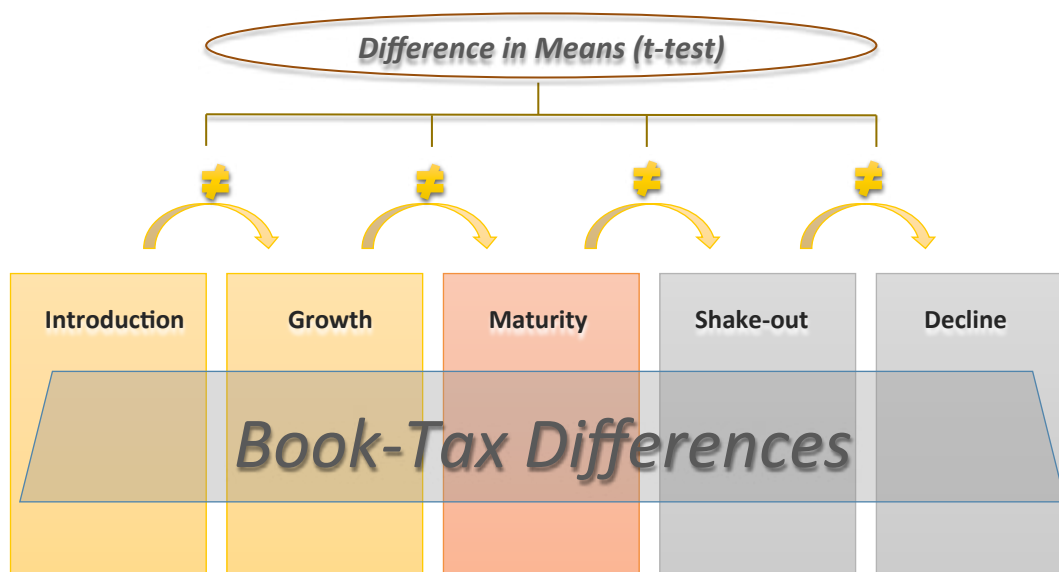 Difference in Means (t-test)
≠ ≠ ≠ ≠
Introduction Growth Maturity Shake-out Decline
Book-Tax Differences